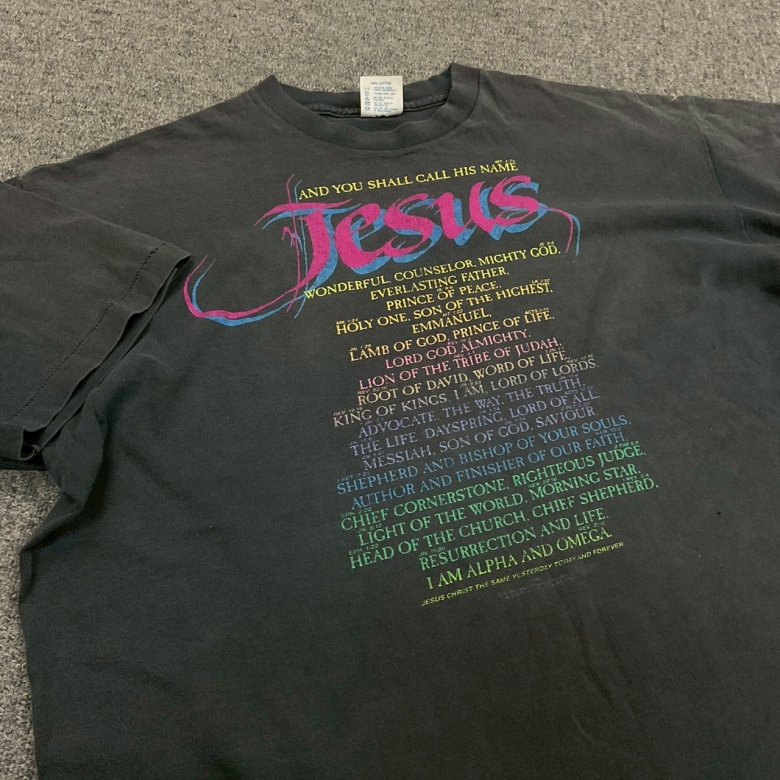 100% COTTON
AND YOU SHALL CALL HIS NAME
Jesus
WONDERFUL, COUNSELOR, MIGHTY GOD,
EVERLASTING FATHER,
PRINCE OF PEACE,
HOLY ONE, SON OF THE HIGHEST,
EMMANUEL,
LAMB OF GOD, PRINCE OF LIFE,
LORD GOD ALMIGHTY,
LION OF THE TRIBE OF JUDAH,
ROOT OF DAVID, WORD OF LIFE,
KING OF KINGS, I AM, LORD OF LORDS,
ADVOCATE, THE WAY, THE TRUTH,
THE LIFE, DAYSPRING, LORD OF ALL,
MESSIAH, SON OF GOD, SAVIOUR
SHEPHERD AND BISHOP OF YOUR SOULS,
AUTHOR AND FINISHER OF OUR FAITH,
CHIEF CORNERSTONE, RIGHTEOUS JUDGE,
LIGHT OF THE WORLD, MORNING STAR,
HEAD OF THE CHURCH, CHIEF SHEPHERD,
RESURRECTION AND LIFE,
I AM ALPHA AND OMEGA.
JESUS CHRIST THE SAME YESTERDAY TODAY AND FOREVER